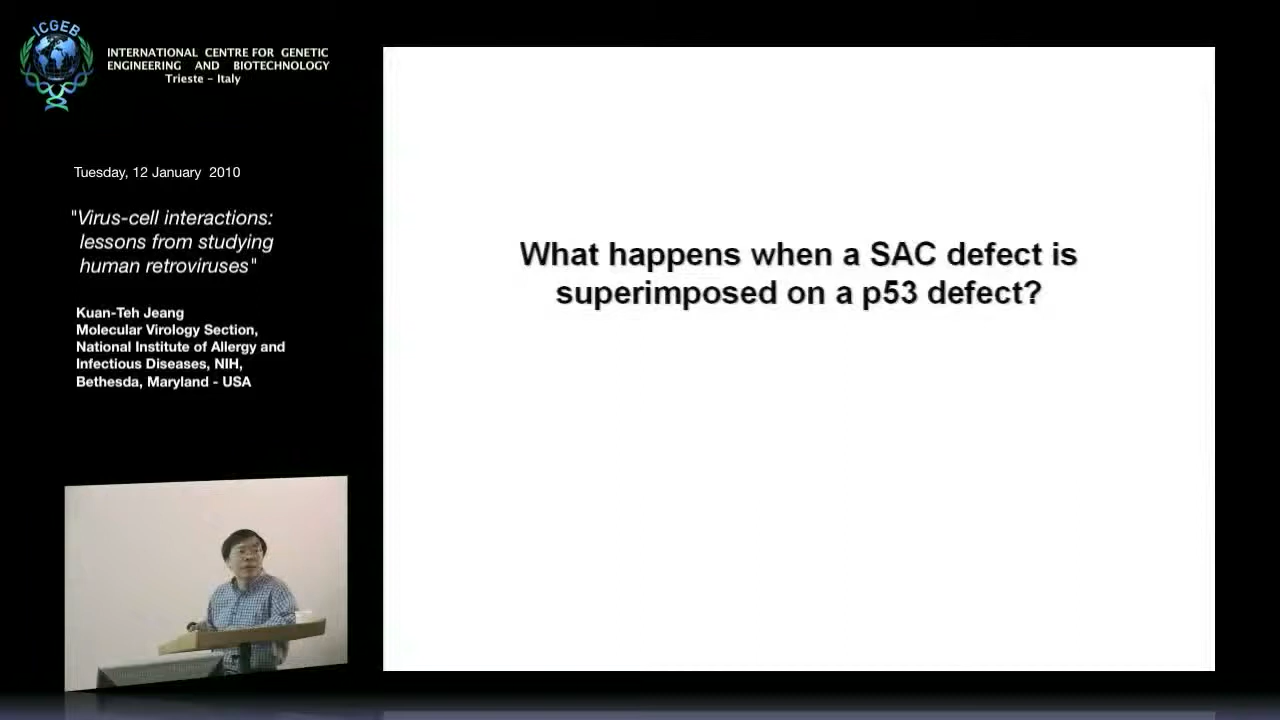 ICGEB
INTERNATIONAL CENTRE FOR GENETIC
ENGINEERING AND BIOTECHNOLOGY
Trieste - Italy
Tuesday, 12 January 2010
"Virus-cell interactions:
lessons from studying
human retroviruses"
Kuan-Teh Jeang
Molecular Virology Section,
National Institute of Allergy and
Infectious Diseases, NIH,
Bethesda, Maryland - USA
What happens when a SAC defect is
superimposed on a p53 defect?